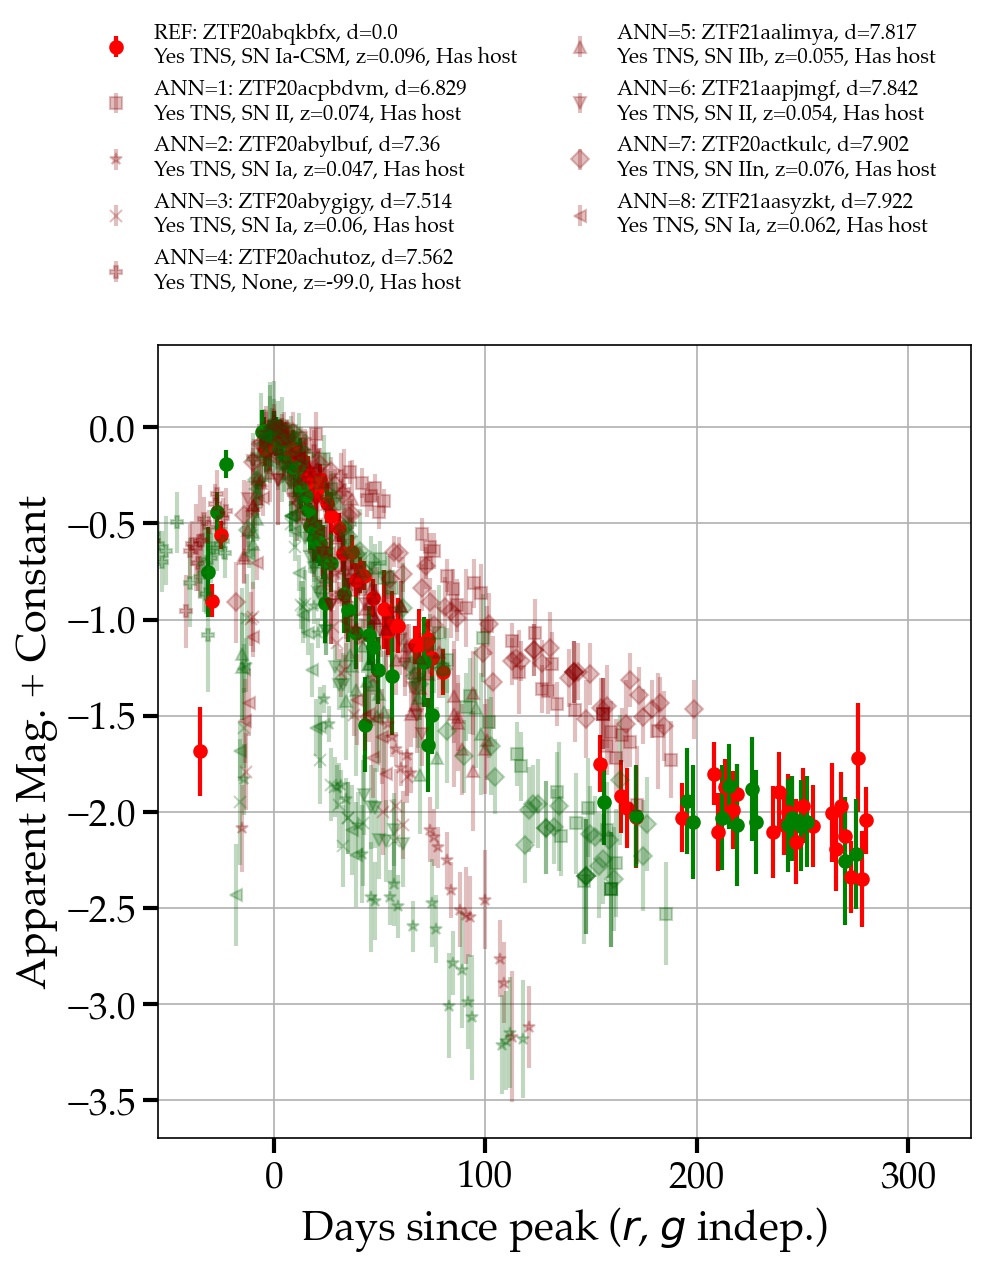 REF: ZTF20abqkbfx, d=0.0
Yes TNS, SN Ia-CSM, z=0.096, Has host
ANN=1: ZTF20acpbdvm, d=6.829
Yes TNS, SN II, z=0.074, Has host
ANN=2: ZTF20abylbuf, d=7.36
Yes TNS, SN Ia, z=0.047, Has host
ANN=3: ZTF20abygigy, d=7.514
Yes TNS, SN Ia, z=0.06, Has host
ANN=4: ZTF20achutoz, d=7.562
Yes TNS, None, z=-99.0, Has host
ANN=5: ZTF21aalimya, d=7.817
Yes TNS, SN IIb, z=0.055, Has host
ANN=6: ZTF21aapjmgf, d=7.842
Yes TNS, SN II, z=0.054, Has host
ANN=7: ZTF20actkulc, d=7.902
Yes TNS, SN IIn, z=0.076, Has host
ANN=8: ZTF21aasyzkt, d=7.922
Yes TNS, SN Ia, z=0.062, Has host
Apparent Mag. + Constant
0.0
−0.5
−1.0
−1.5
−2.0
−2.5
−3.0
−3.5
0
100
200
300
Days since peak (r, g indep.)